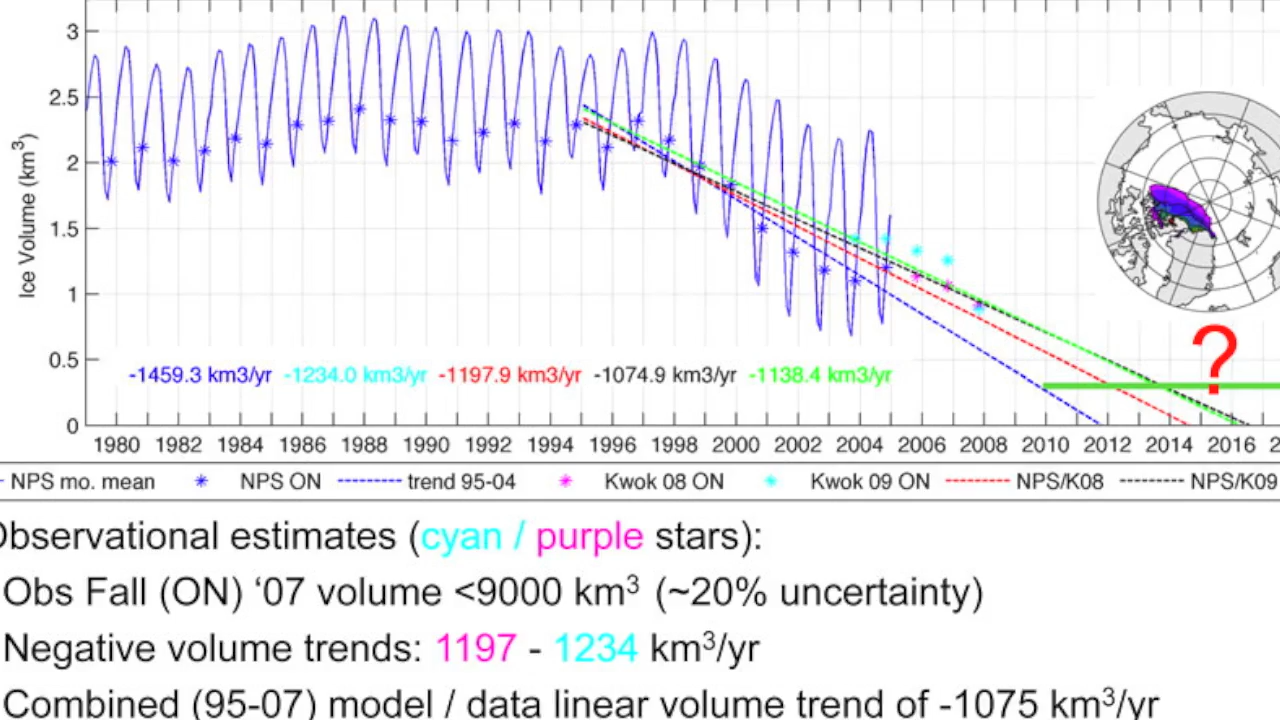 3
2.5
2
1.5
1
0.5
0
Ice Volume (km³)
-1459.3 km3/yr -1234.0 km3/yr -1197.9 km3/yr -1074.9 km3/yr -1138.4 km3/yr
?
1980 1982 1984 1986 1988 1990 1992 1994 1996 1998 2000 2002 2004 2006 2008 2010 2012 2014 2016 2
NPS mo. mean NPS ON trend 95-04 Kwok 08 ON Kwok 09 ON NPS/K08 NPS/K09
Observational estimates (cyan / purple stars):
Obs Fall (ON) ‘07 volume <9000 km³ (~20% uncertainty)
Negative volume trends: 1197 - 1234 km³/yr
Combined (95-07) model / data linear volume trend of -1075 km³/yr